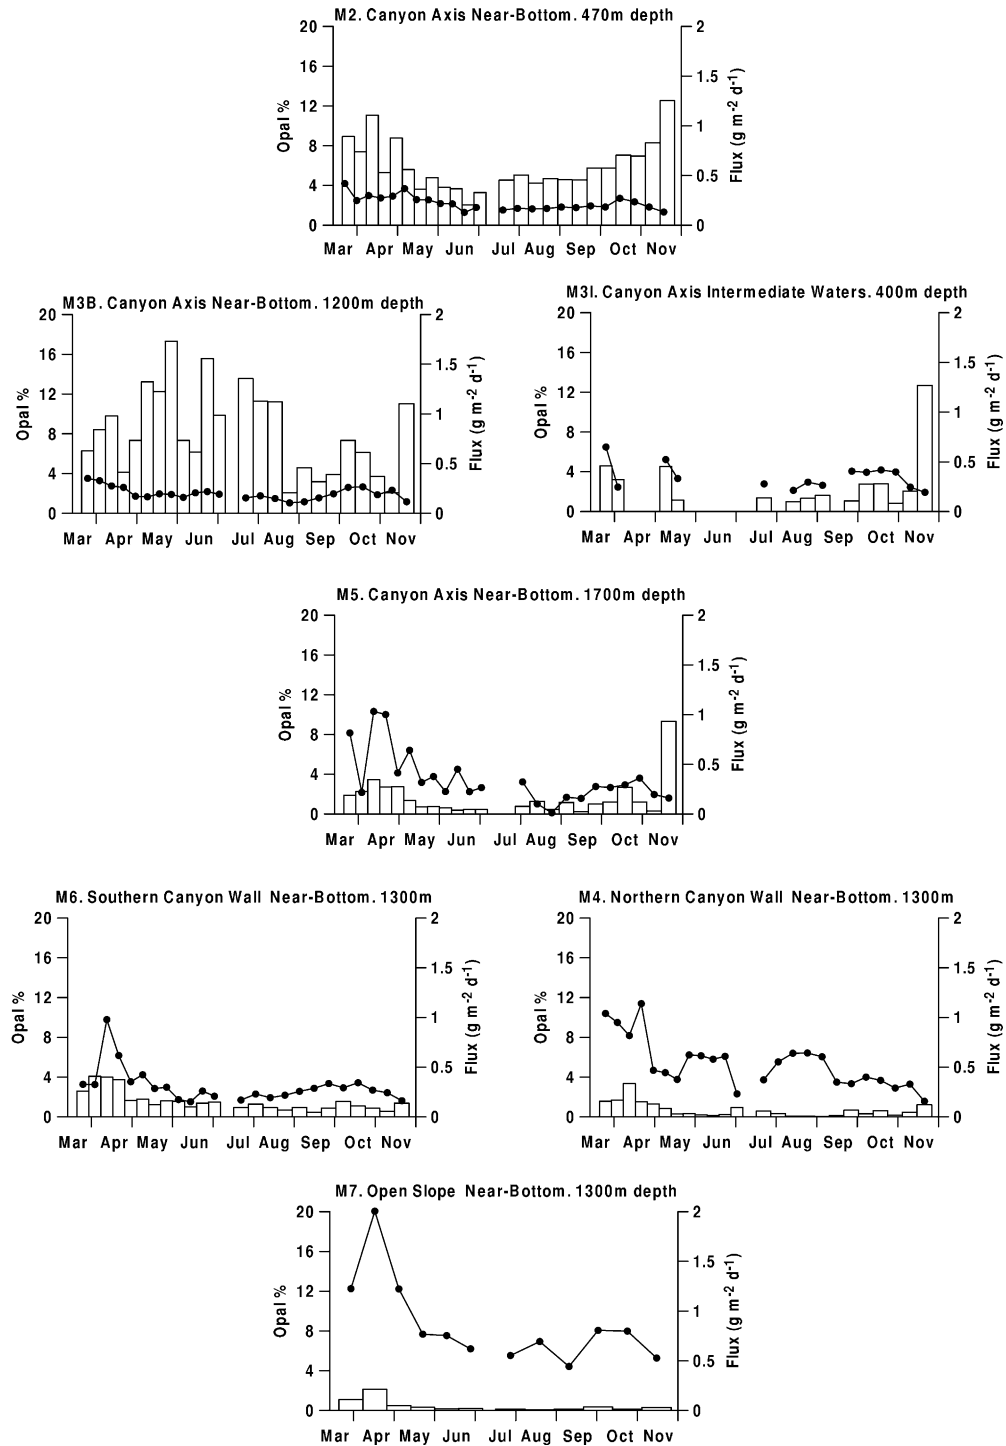 M2. Canyon Axis Near-Bottom. 470m depth
20
16
12
8
4
0
Opal %
2
1.5
1
0.5
0
Flux (g m-2 d-1)
Mar Apr May Jun Jul Aug Sep Oct Nov
M3B. Canyon Axis Near-Bottom. 1200m depth
20
16
12
8
4
0
Opal %
2
1.5
1
0.5
0
Flux (g m-2 d-1)
Mar Apr May Jun Jul Aug Sep Oct Nov
M3I. Canyon Axis Intermediate Waters. 400m depth
20
16
12
8
4
0
Opal %
2
1.5
1
0.5
0
Flux (g m-2 d-1)
Mar Apr May Jun Jul Aug Sep Oct Nov
M5. Canyon Axis Near-Bottom. 1700m depth
20
16
12
8
4
0
Opal %
2
1.5
1
0.5
0
Flux (g m-2 d-1)
Mar Apr May Jun Jul Aug Sep Oct Nov
M6. Southern Canyon Wall Near-Bottom. 1300m
20
16
12
8
4
0
Opal %
2
1.5
1
0.5
0
Flux (g m-2 d-1)
Mar Apr May Jun Jul Aug Sep Oct Nov
M4. Northern Canyon Wall Near-Bottom. 1300m
20
16
12
8
4
0
Opal %
2
1.5
1
0.5
0
Flux (g m-2 d-1)
Mar Apr May Jun Jul Aug Sep Oct Nov
M7. Open Slope Near-Bottom. 1300m depth
20
16
12
8
4
0
Opal %
2
1.5
1
0.5
0
Flux (g m-2 d-1)
Mar Apr May Jun Jul Aug Sep Oct Nov